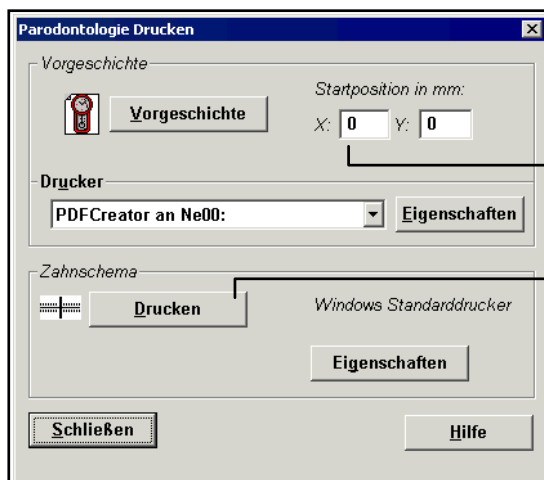 Parodontologie Drucken
Vorgeschichte
Vorgeschichte
Startposition in mm:
X: 0 Y: 0
Drucker
PDFCreator an Ne00:
Eigenschaften
Zahnschema
Drucken
Windows Standarddrucker
Eigenschaften
Schließen
Hilfe